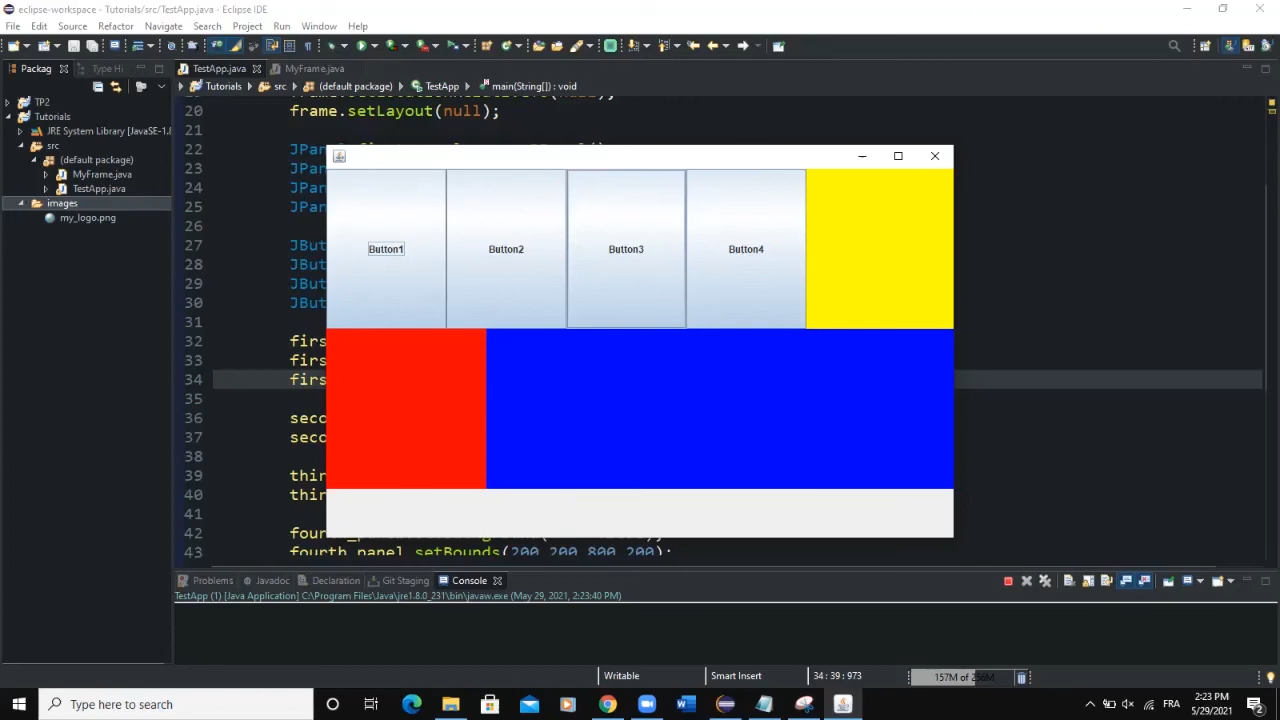 eclipse-workspace - Tutorials/src/TestApp.java - Eclipse IDE
File Edit Source Refactor Navigate Search Project Run Window Help
Packag Type Hi TestApp.java MyFrame.java
Tutorials src (default package) TestApp main(String[]) : void
TP2
Tutorials
JRE System Library [JavaSE-1.8
src
(default package)
MyFrame.java
TestApp.java
images
my_logo.png
20 frame.setLayout(null);
21
22
23 JPa
24 JPa
25 JPa
26
27 JBut
28 JBut
29 JBut
30 JBut
31
32 firs
33 firs
34 firs
35
36 seco
37 seco
38
39 thir
40 thir
41
42
43 fourth_panel.setBounds(200,200,800,200);
Button1 Button2 Button3 Button4
Problems Javadoc Declaration Git Staging Console
TestApp (1) [Java Application] C:\Program Files\Java\jre1.8.0_231\bin\javaw.exe (May 29, 2021, 2:23:40 PM)
Writable Smart Insert 34 : 39 : 973 157M of 256M
Type here to search
FRA 2:23 PM
5/29/2021
2